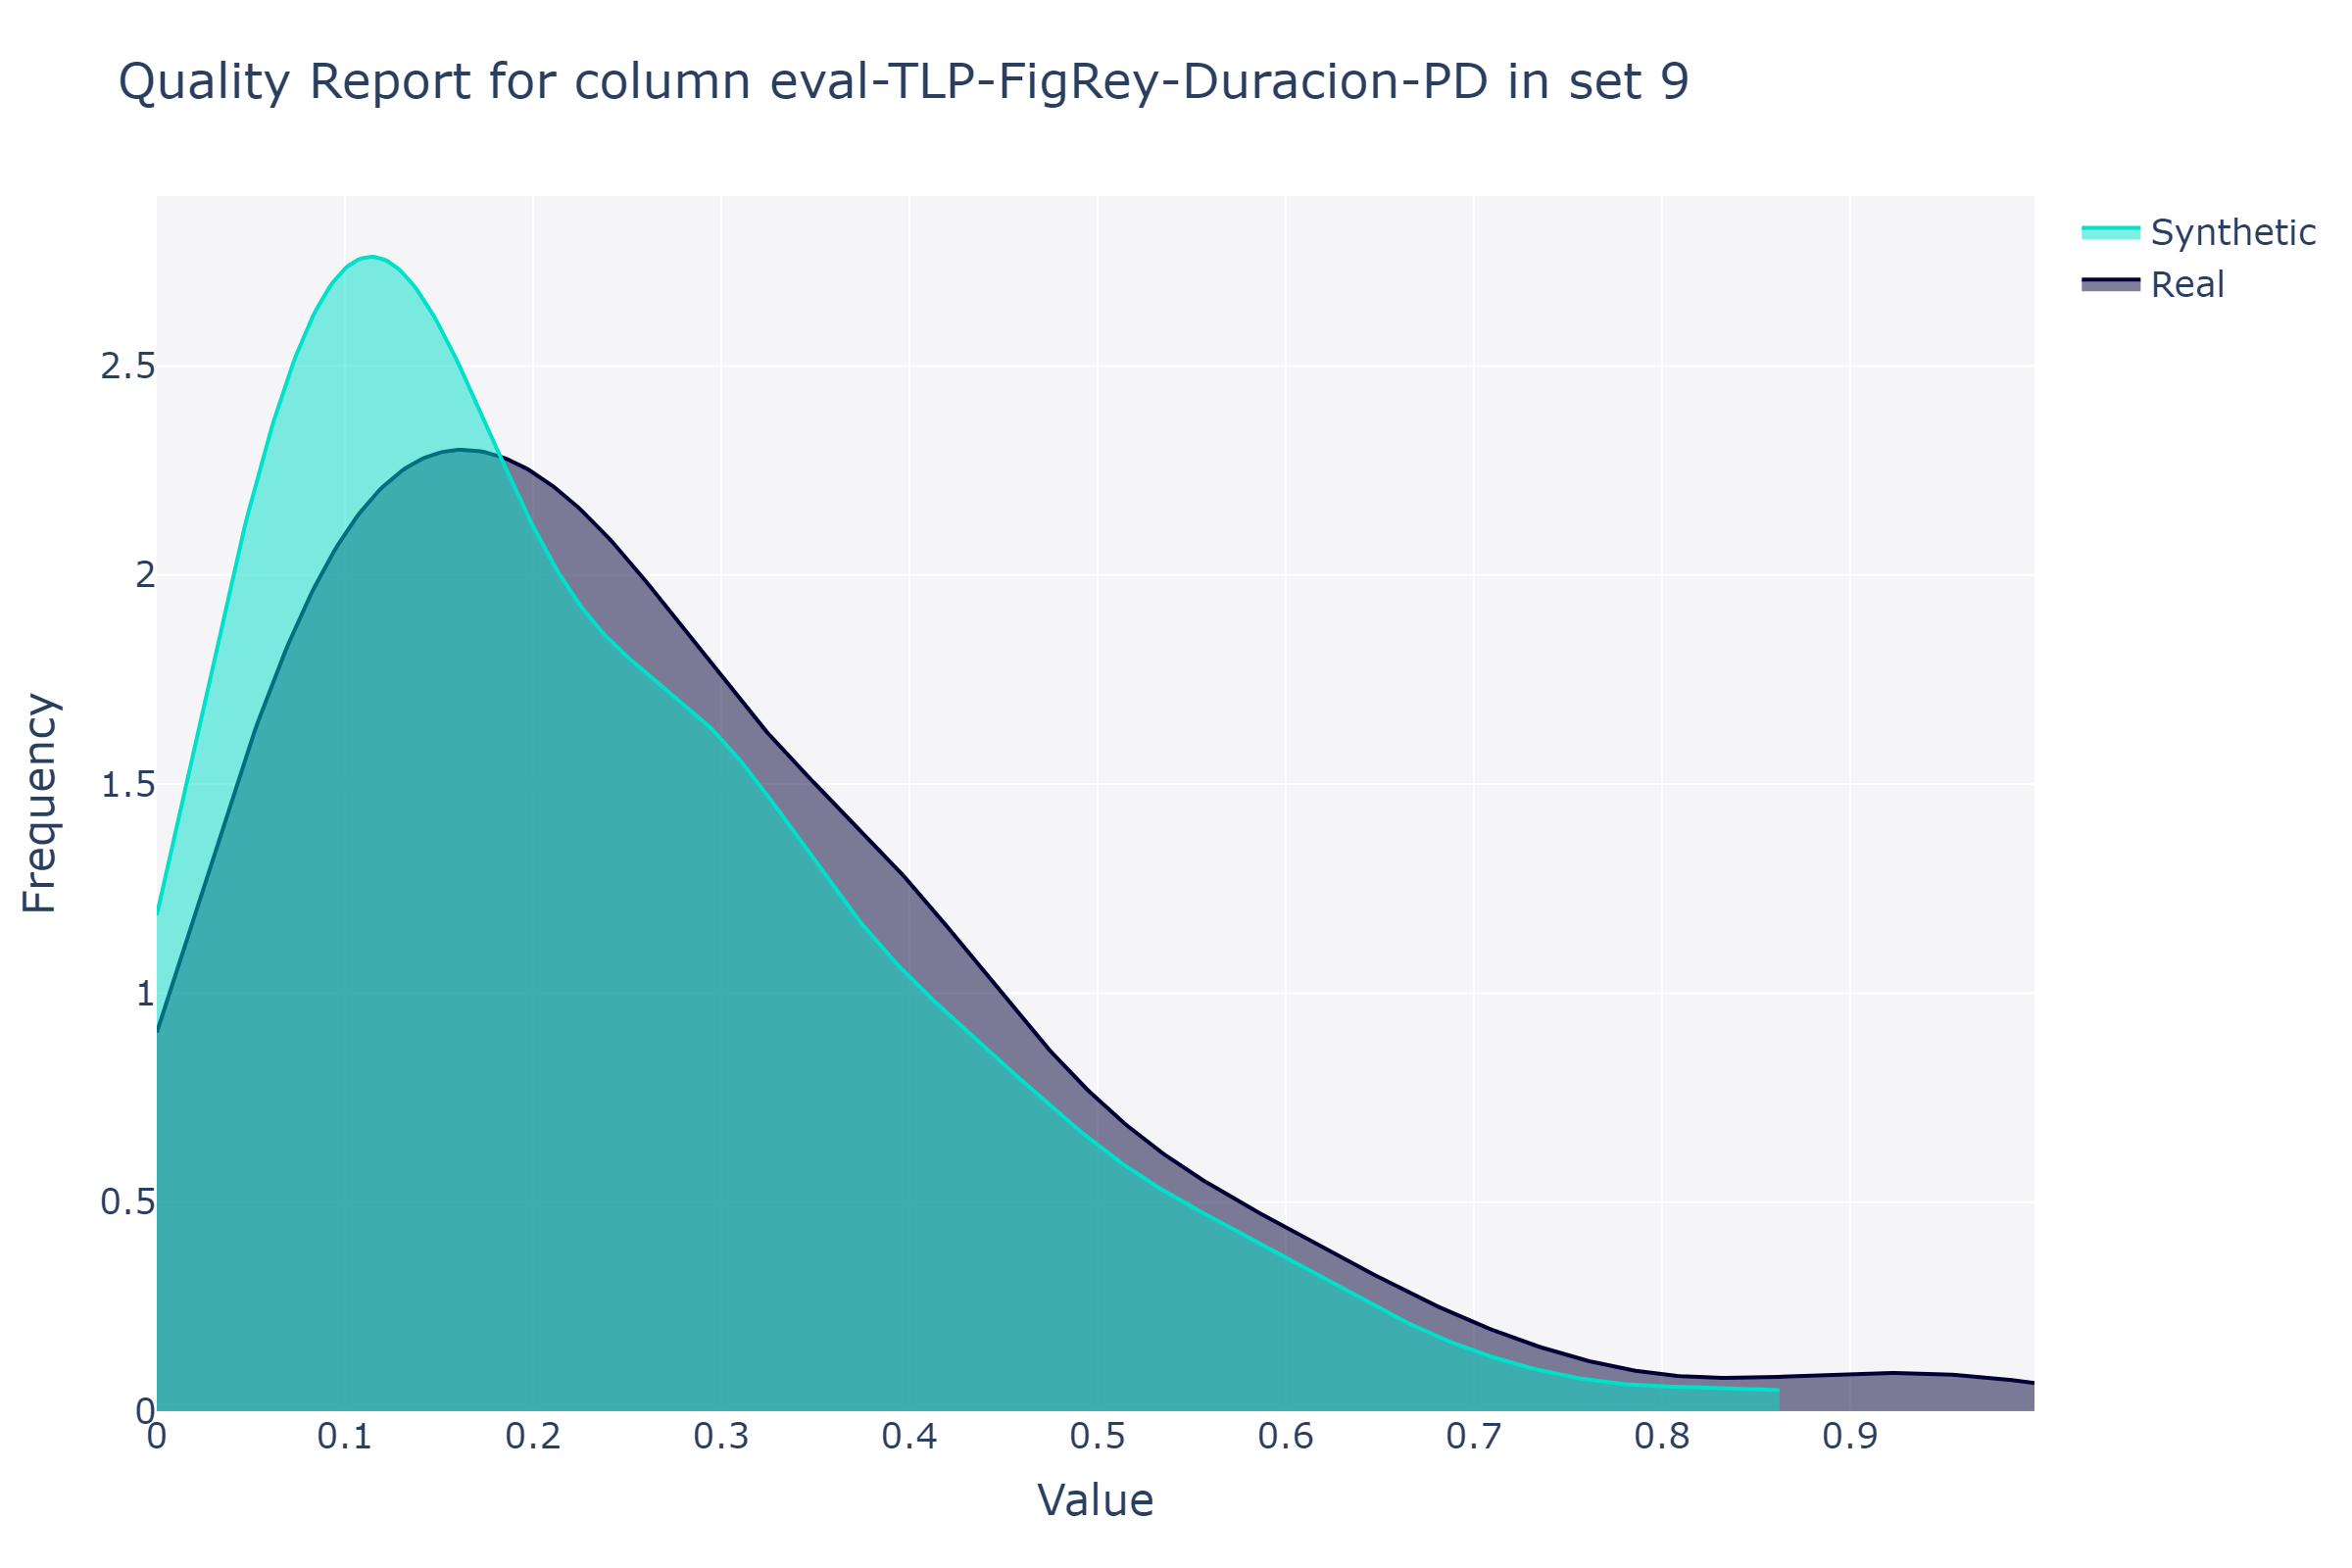 Quality Report for column eval-TLP-FigRey-Duracion-PD in set 9
Synthetic
Real
Frequency
2.5
2
1.5
1
0.5
0
0 0.1 0.2 0.3 0.4 0.5 0.6 0.7 0.8 0.9
Value